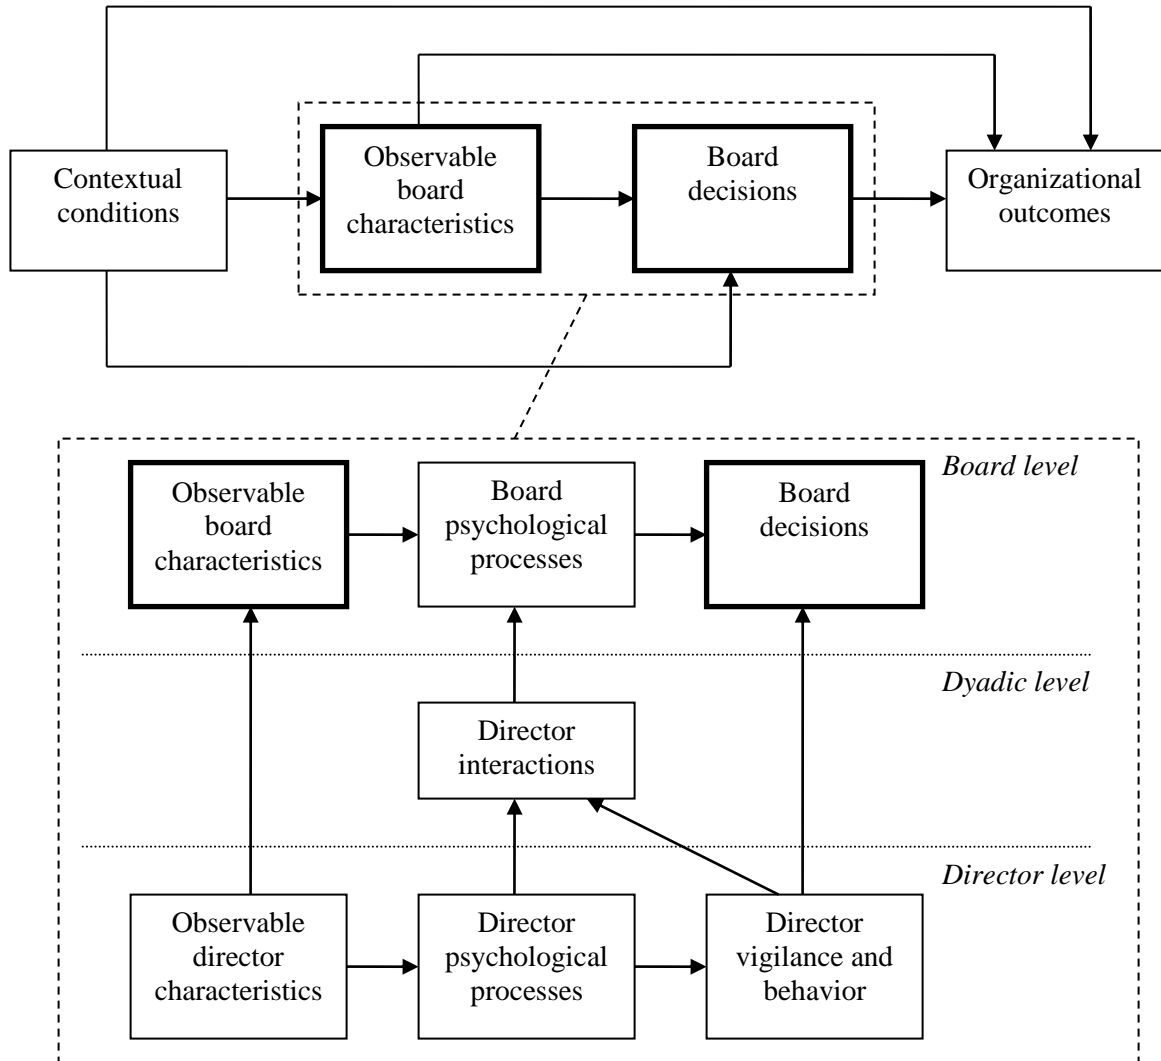 Contextual
conditions
Observable
board
characteristics
Board
decisions
Organizational
outcomes
Board level
Observable
board
characteristics
Board
psychological
processes
Board
decisions
Dyadic level
Director
interactions
Director level
Observable
director
characteristics
Director
psychological
processes
Director
vigilance and
behavior